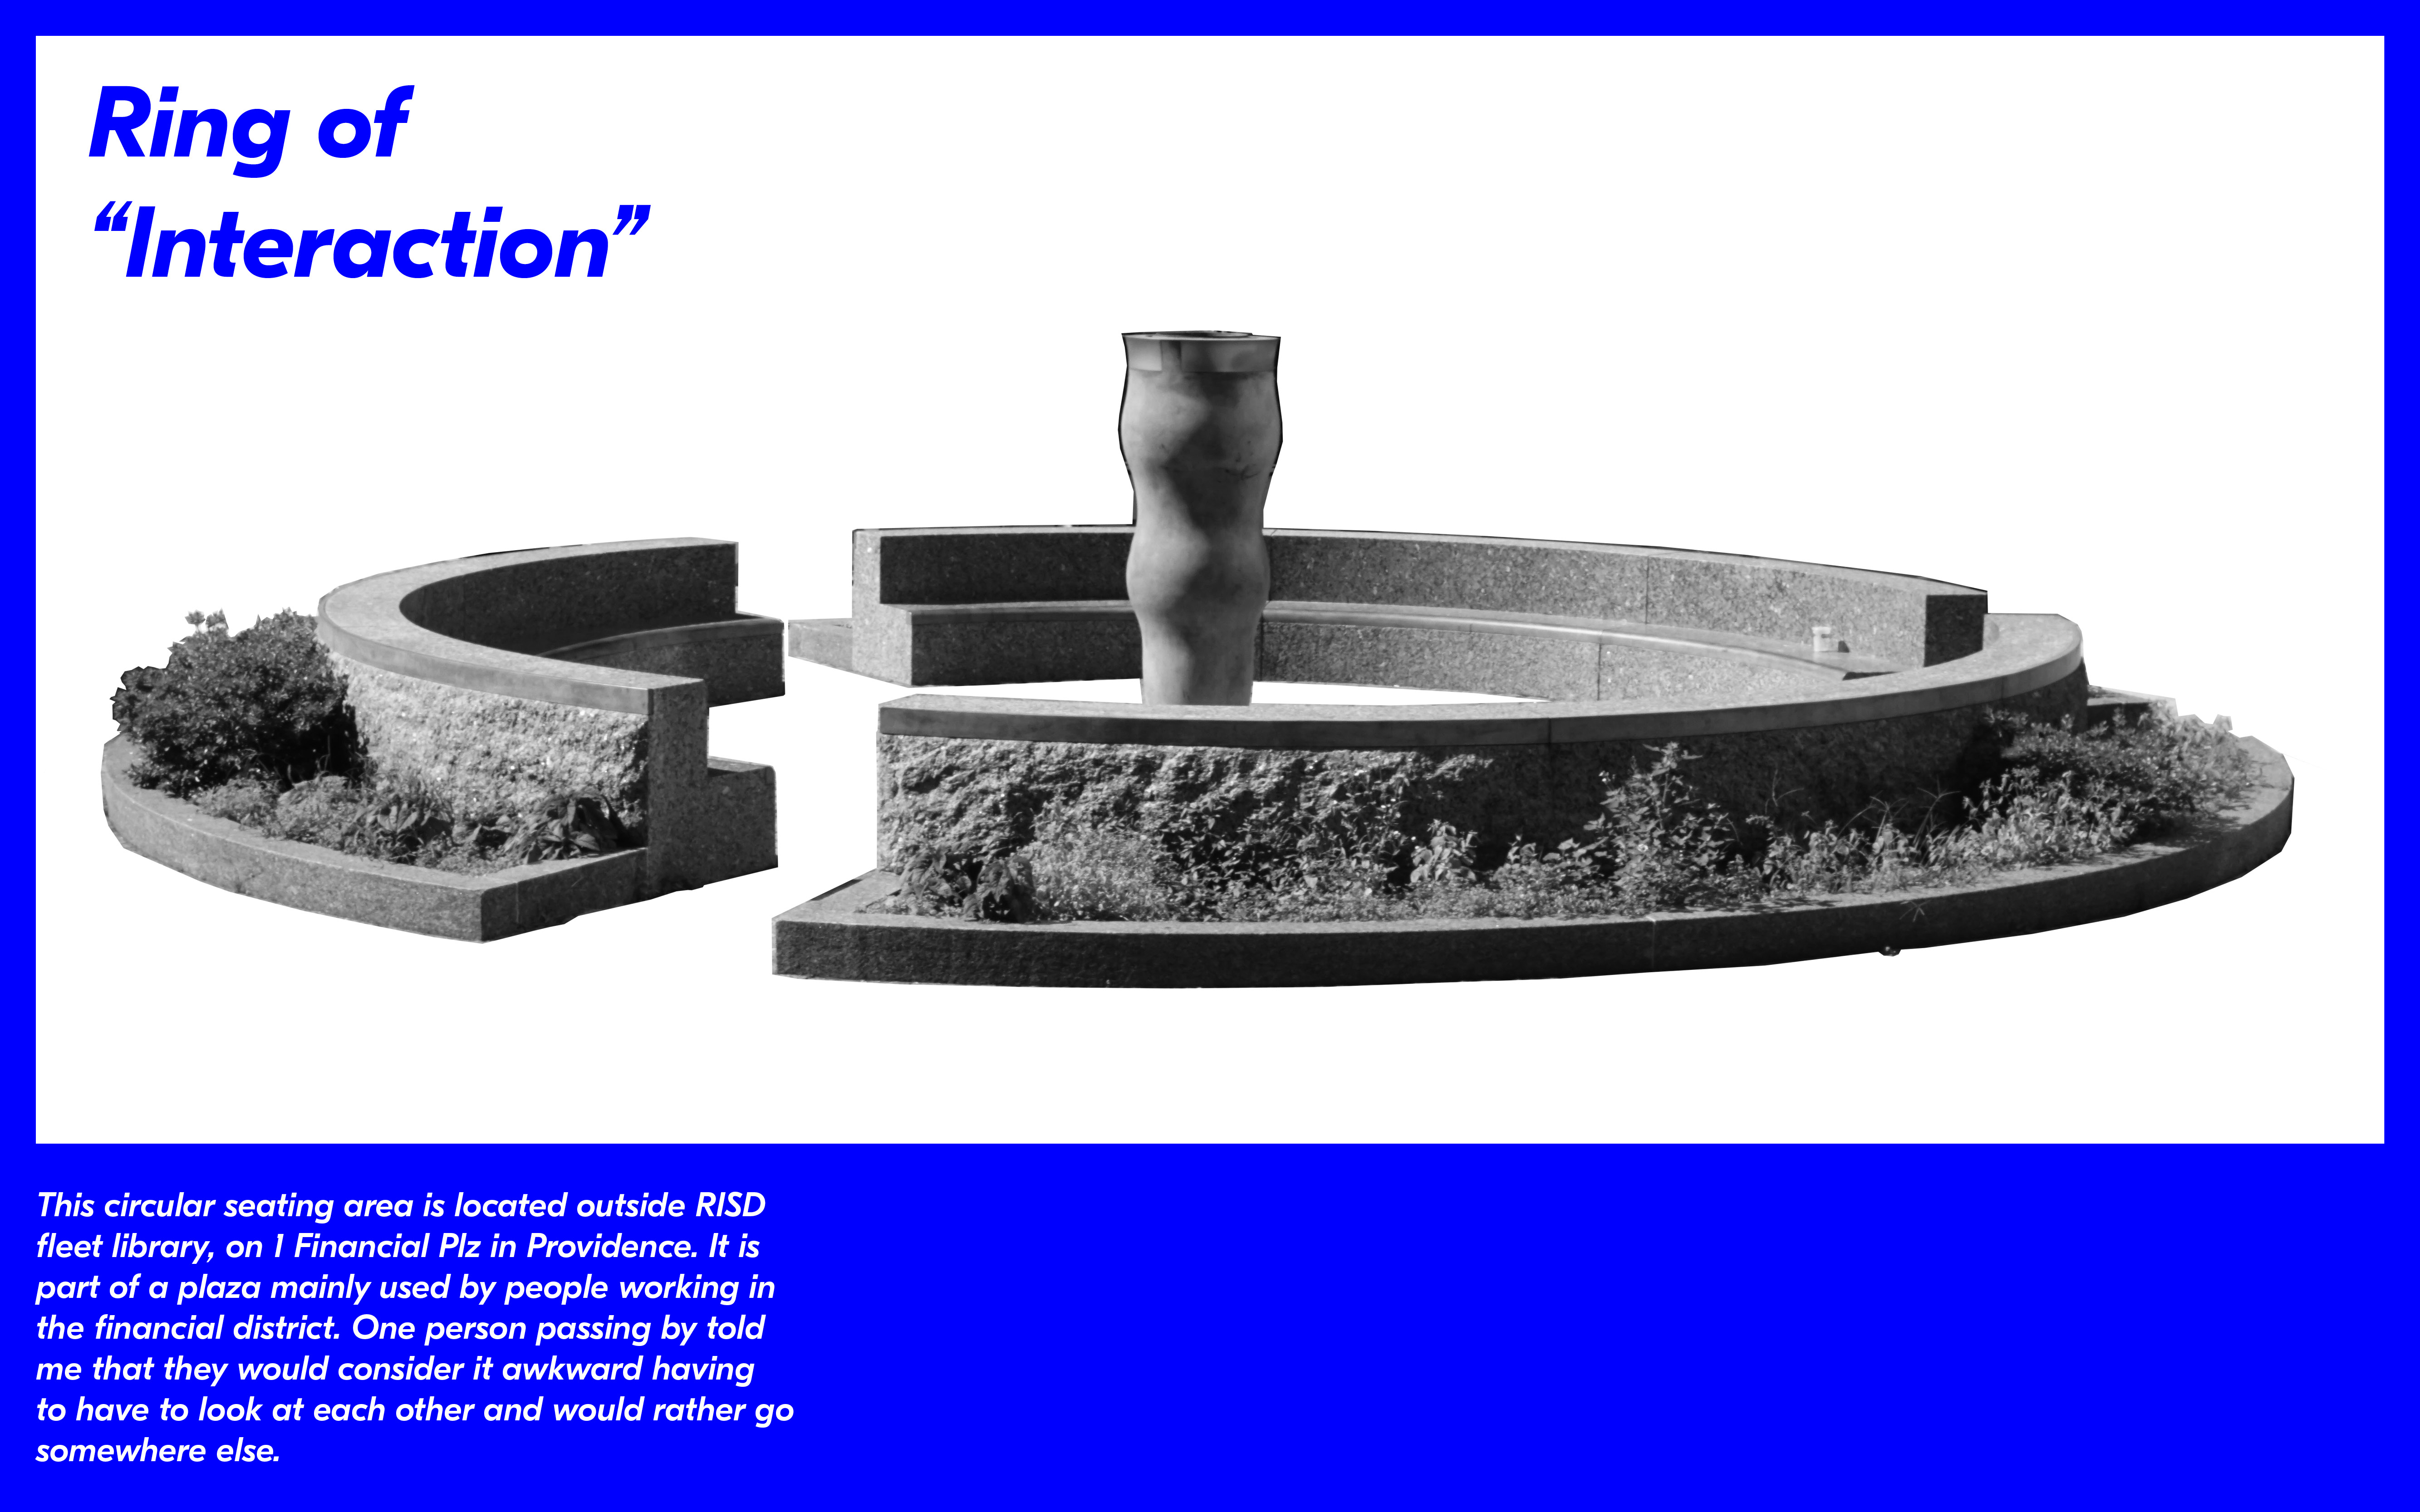 Ring of
“Interaction”
This circular seating area is located outside RISD
fleet library, on 1 Financial Plz in Providence. It is
part of a plaza mainly used by people working in
the financial district. One person passing by told
me that they would consider it awkward having
to have to look at each other and would rather go
somewhere else.